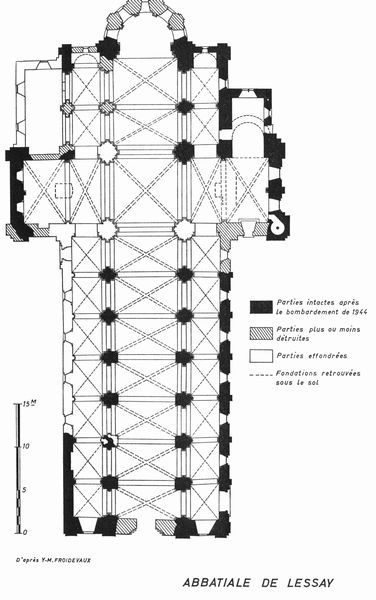 Parties intactes après
le bombardement de 1944
Parties plus ou moins
détruites
Parties effondrées
Fondations retrouvées
sous le sol
15M
10
5
0
D'après Y-M. FROIDEVAUX
ABBATIALE DE LESSAY